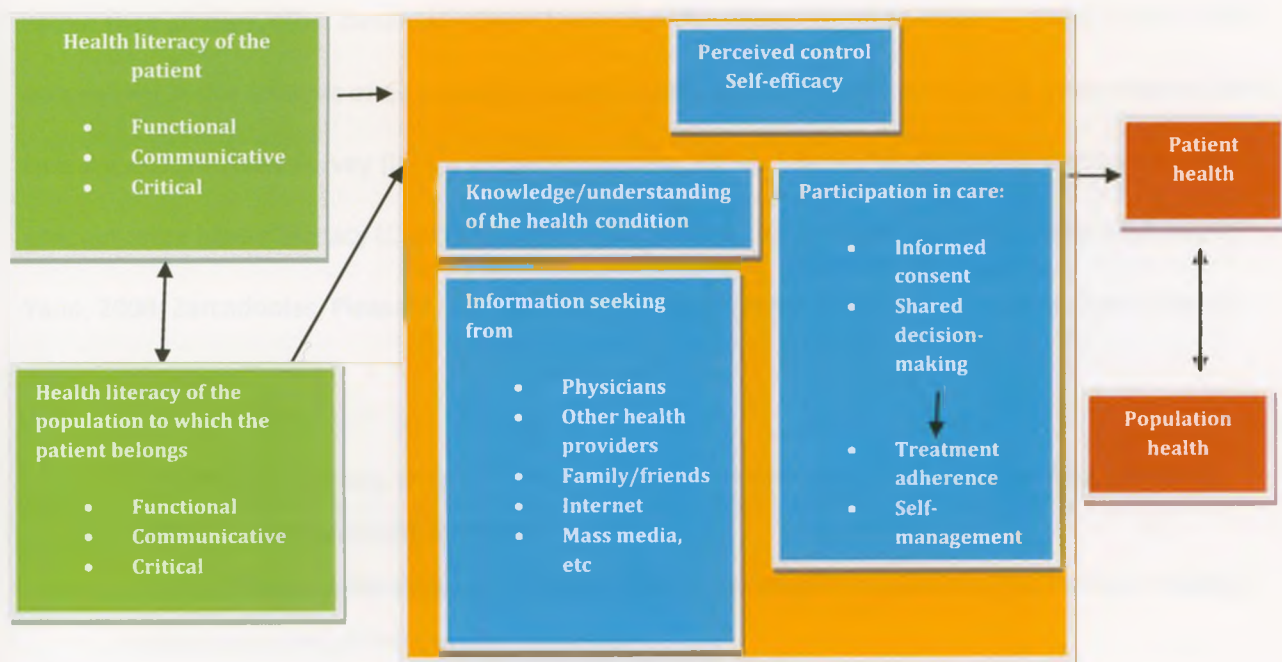 Health literacy of the
patient
• Functional
• Communicative
• Critical
Health literacy of the
population to which the
patient belongs
• Functional
• Communicative
• Critical
Perceived control
Self-efficacy
Knowledge/understanding
of the health condition
Information seeking
from
• Physicians
• Other health
providers
• Family/friends
• Internet
• Mass media,
etc
Participation in care:
• Informed
consent
• Shared
decision-
making
• Treatment
adherence
• Self-
management
Patient
health
Population
health